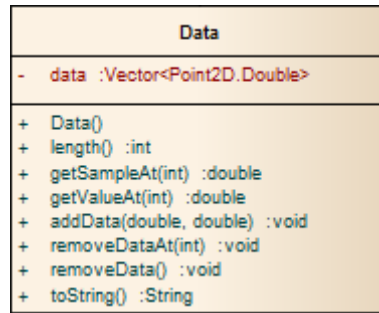 Data
- data :Vector<Point2D.Double>
+ Data()
+ length() :int
+ getSampleAt(int) :double
+ getValueAt(int) :double
+ addData(double, double) :void
+ removeDataAt(int) :void
+ removeData() :void
+ toString() :String